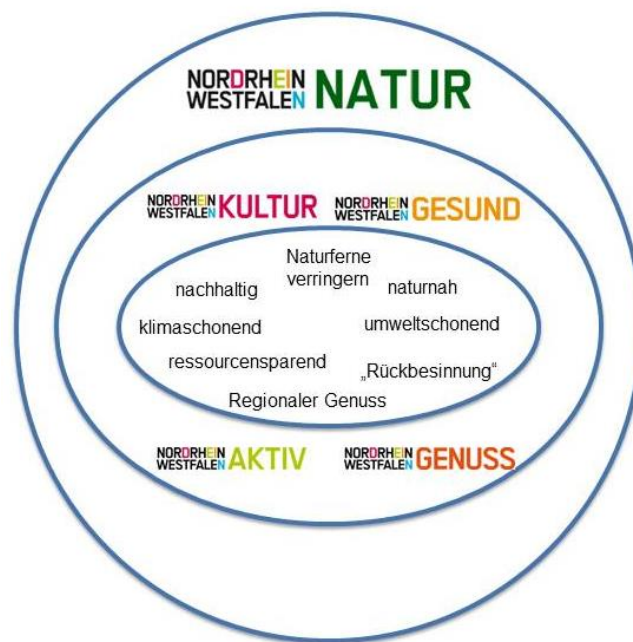 NORDRHEIN
WESTFALEN NATUR
NORDRHEIN
WESTFALEN KULTUR
NORDRHEIN
WESTFALEN GESUND
Naturferne
verringern
nachhaltig
naturnah
klimaschonend
umweltschonend
ressourcensparend
„Rückbesinnung“
Regionaler Genuss
NORDRHEIN
WESTFALEN AKTIV
NORDRHEIN
WESTFALEN GENUSS